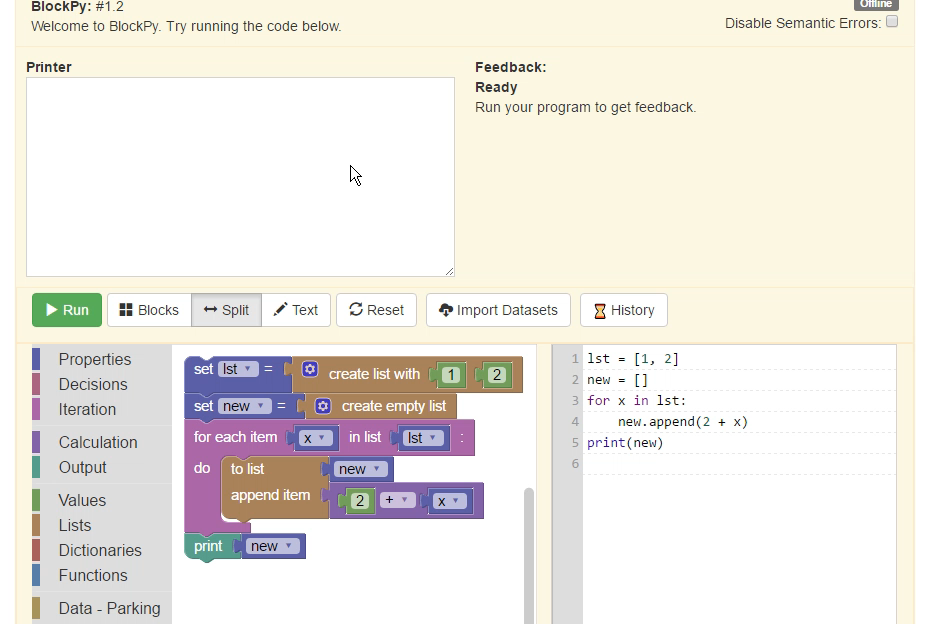 BlockPy: #1.2
Offline
Welcome to BlockPy. Try running the code below.
Disable Semantic Errors:
Printer
Feedback:
Ready
Run your program to get feedback.
Run
Blocks
Split
Text
Reset
Import Datasets
History
Properties
Decisions
Iteration
Calculation
Output
Values
Lists
Dictionaries
Functions
Data - Parking
set lst = create list with 1 2
set new = create empty list
for each item x in list lst :
do to list new
append item 2 + x
print new
1 lst = [1, 2]
2 new = []
3 for x in lst:
4 new.append(2 + x)
5 print(new)
6